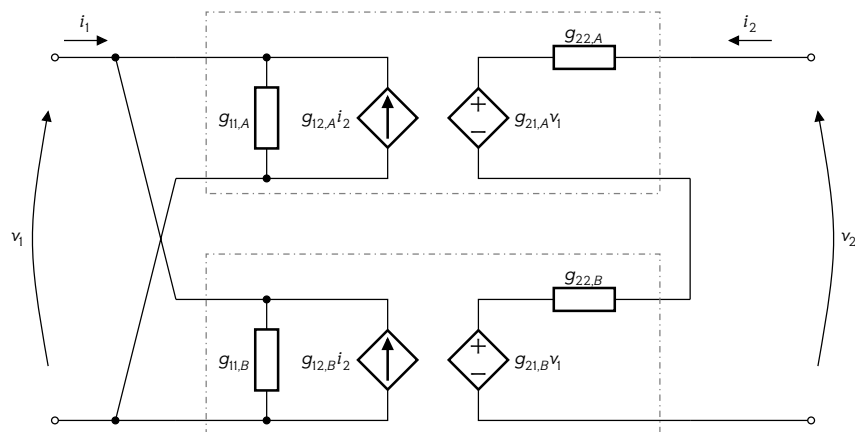 i₁
i₂
g₂₂,A
g₁₁,A
g₁₂,Ai₂
+
−
g₂₁,Av₁
v₁
v₂
g₂₂,B
g₁₁,B
g₁₂,Bi₂
+
−
g₂₁,Bv₁